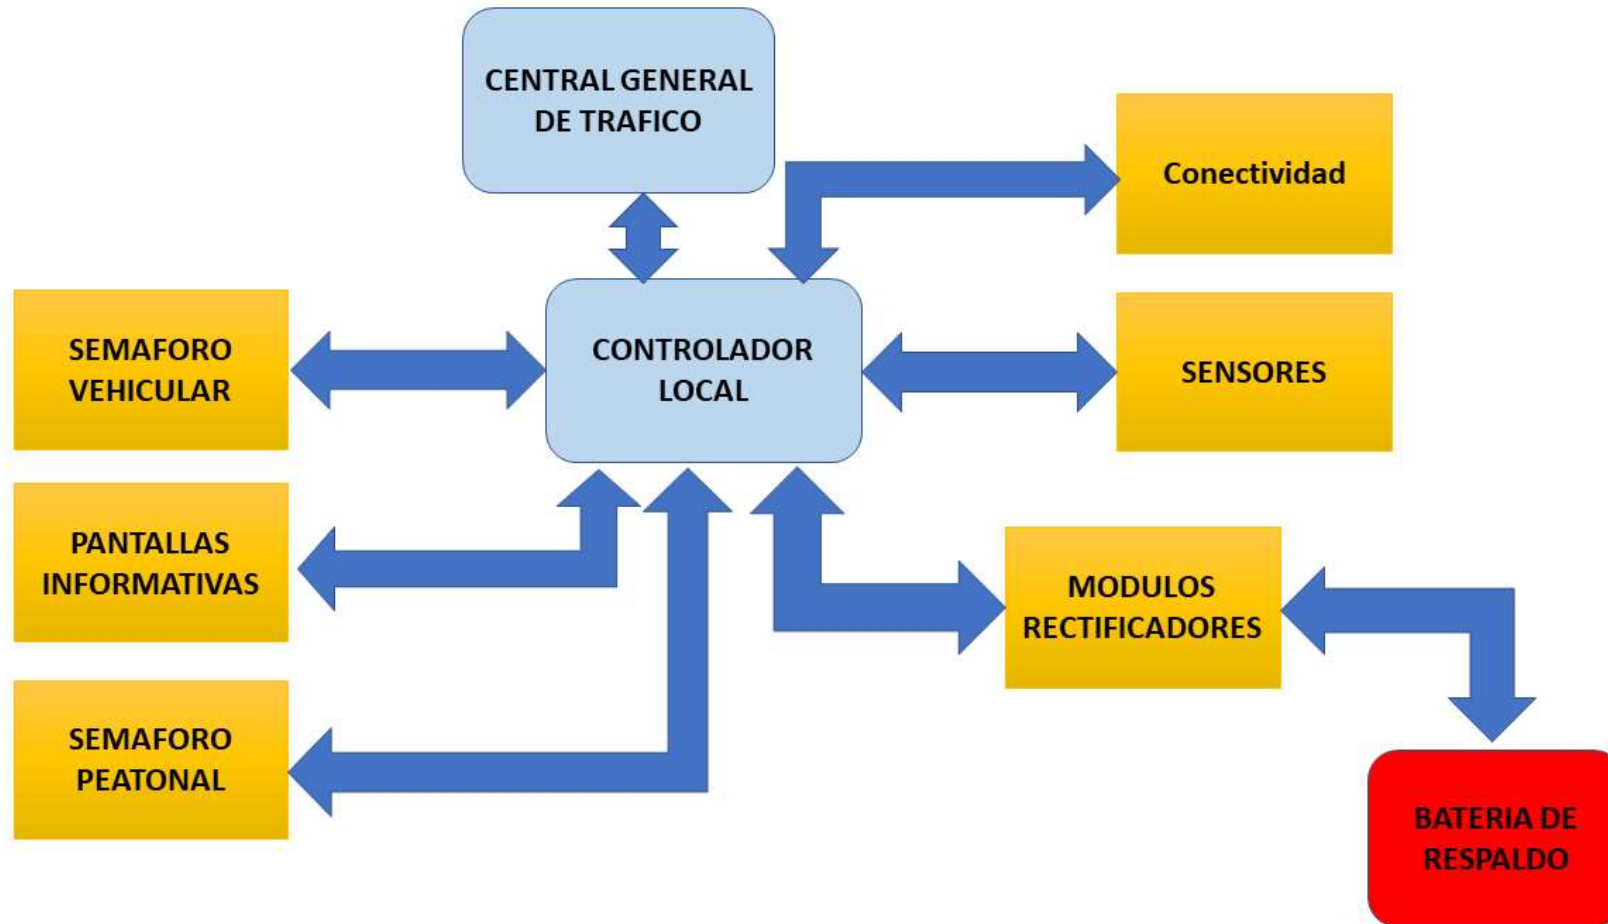 CENTRAL GENERAL
DE TRAFICO
Conectividad
SEMAFORO
VEHICULAR
CONTROLADOR
LOCAL
SENSORES
PANTALLAS
INFORMATIVAS
MODULOS
RECTIFICADORES
SEMAFORO
PEATONAL
BATERIA DE
RESPALDO